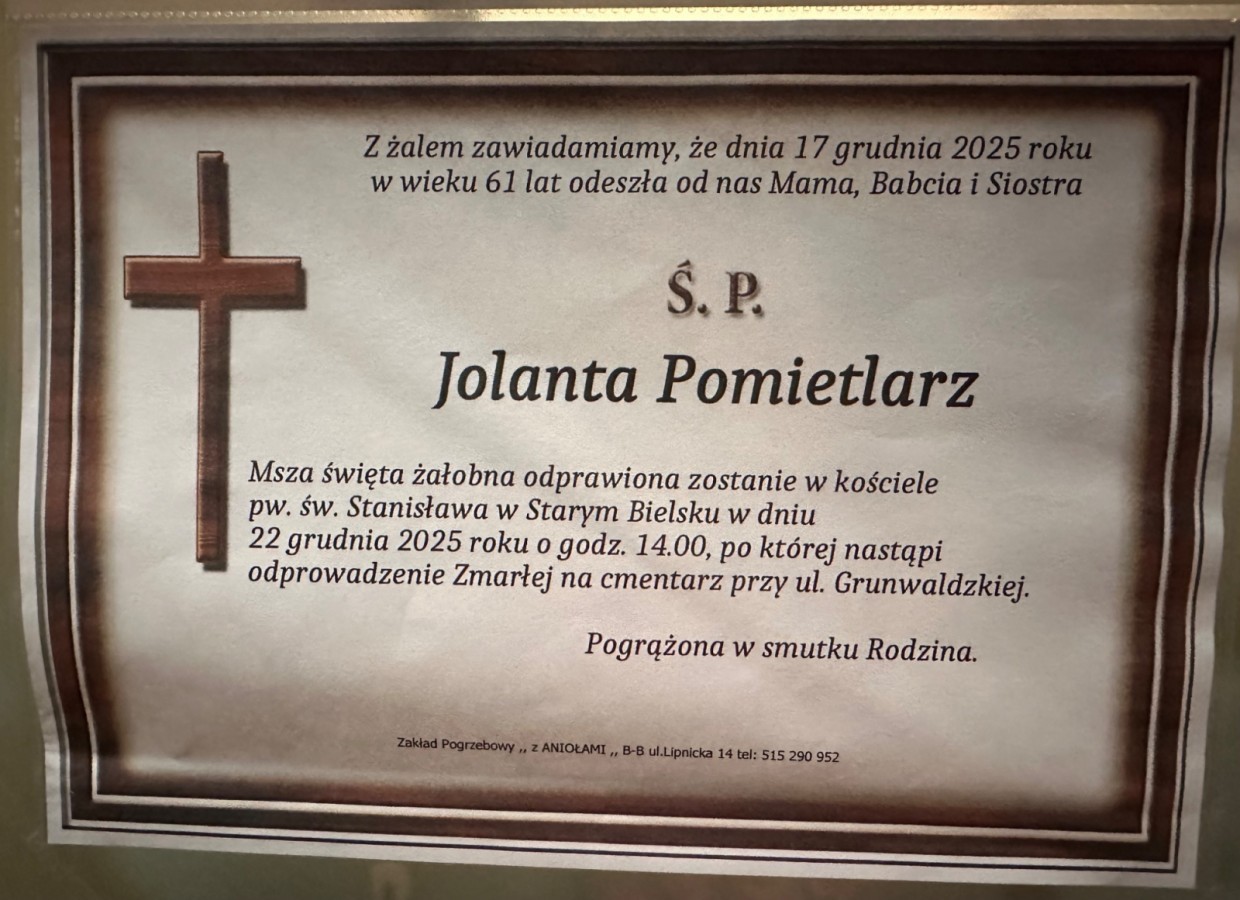 Z żalem zawiadamiamy, że dnia 17 grudnia 2025 roku
w wieku 61 lat odeszła od nas Mama, Babcia i Siostra
Ś. P.
Jolanta Pomietlarz
Msza święta żałobna odprawiona zostanie w kościele
pw. św. Stanisława w Starym Bielsku w dniu
22 grudnia 2025 roku o godz. 14.00, po której nastąpi
odprowadzenie Zmarłej na cmentarz przy ul. Grunwaldzkiej.
Pogrążona w smutku Rodzina.
Zakład Pogrzebowy ,, z ANIOŁAMI ,, B-B ul.Lipnicka 14 tel: 515 290 952